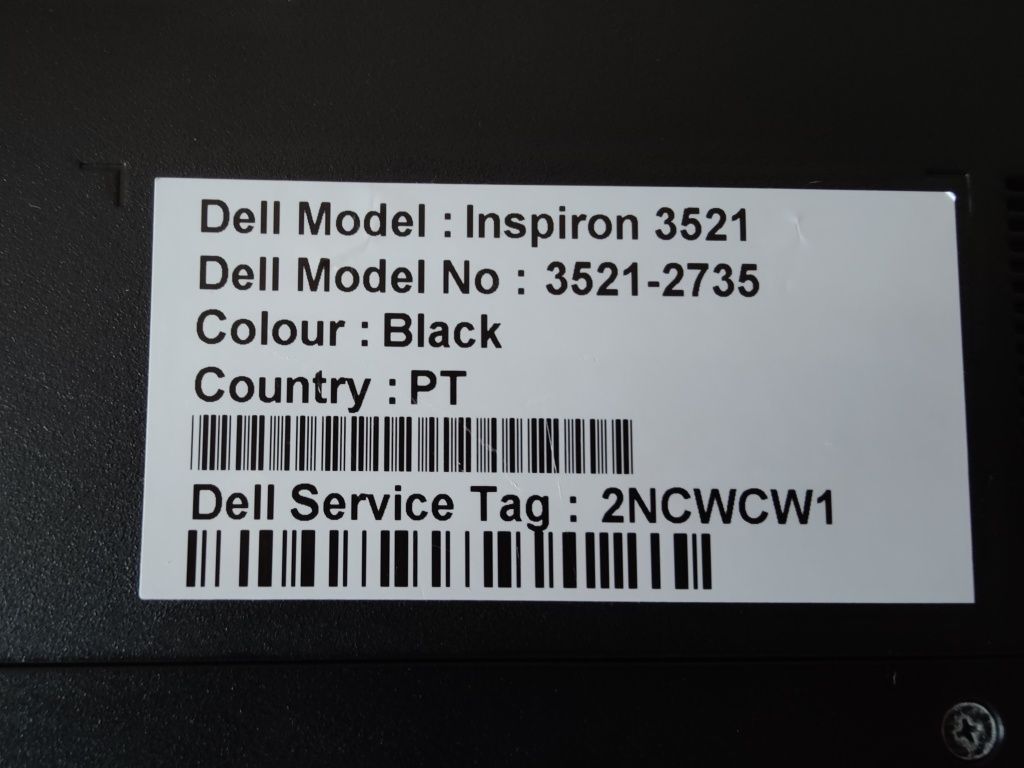 Dell Model : Inspiron 3521
Dell Model No : 3521-2735
Colour : Black
Country : PT
Dell Service Tag : 2NCWCW1